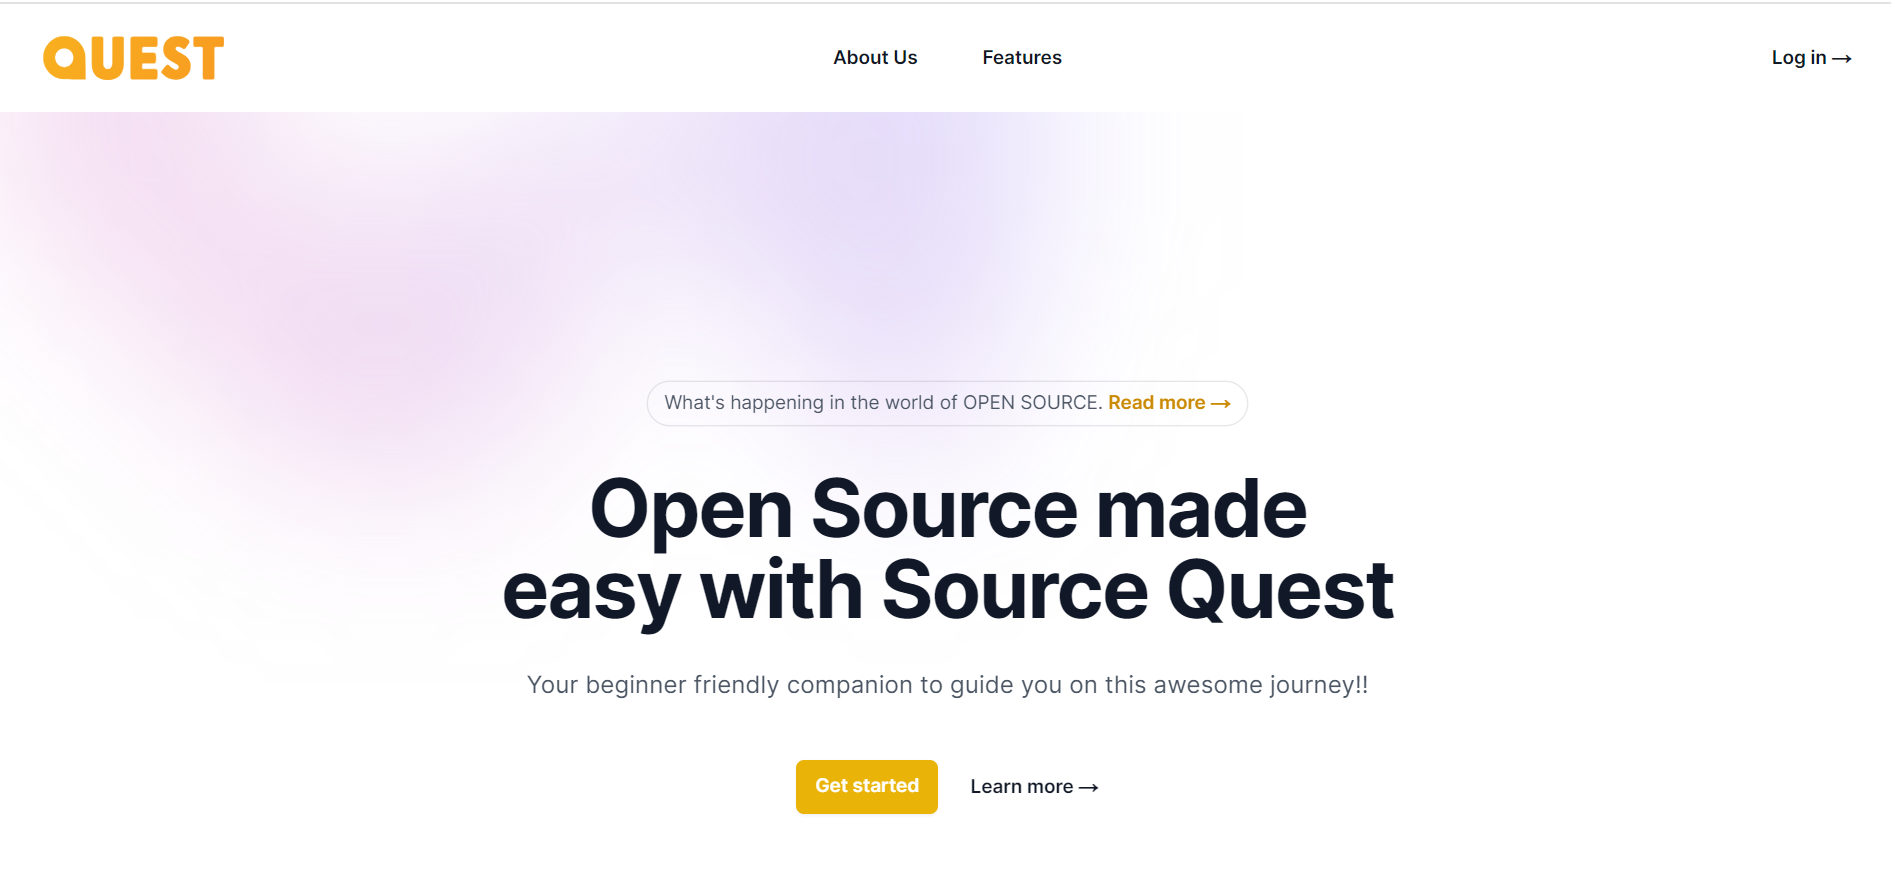 QUEST
About Us
Features
Log in →
What's happening in the world of OPEN SOURCE. Read more →
Open Source made
easy with Source Quest
Your beginner friendly companion to guide you on this awesome journey!!
Get started
Learn more →